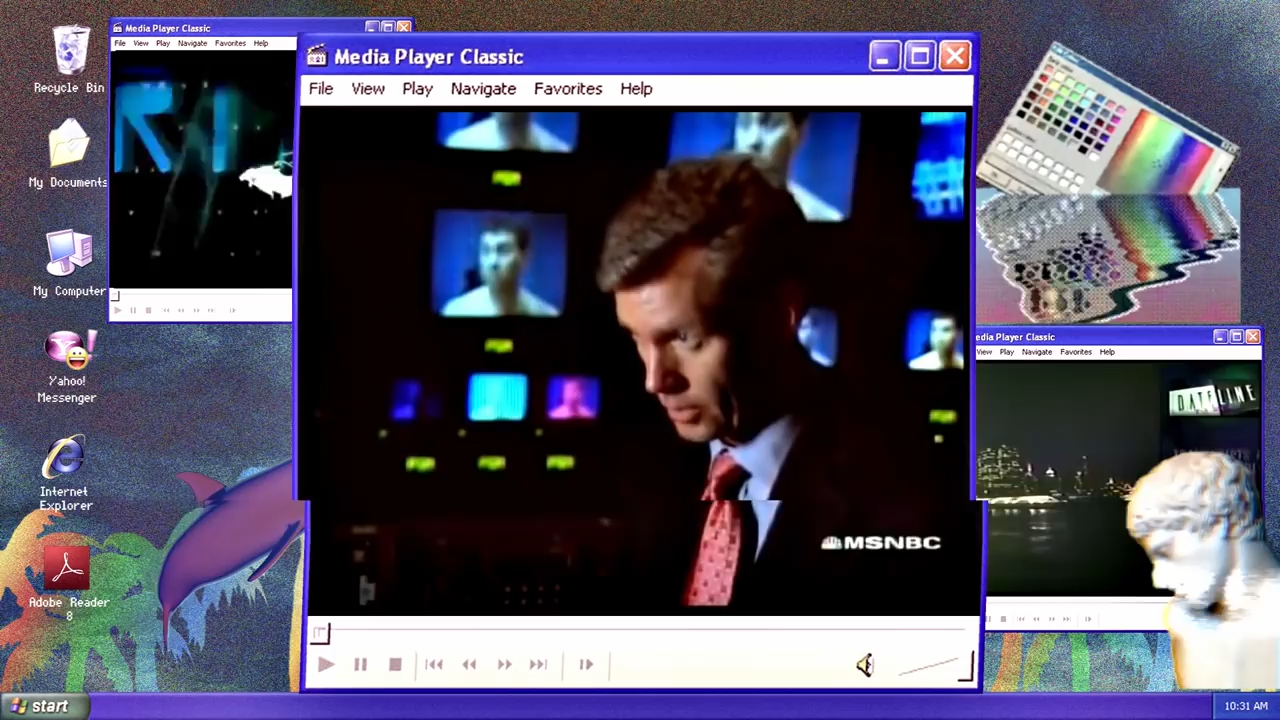 Recycle Bin
My Documents
My Computer
Yahoo!
Messenger
Internet
Explorer
Adobe Reader
8
Media Player Classic
File View Play Navigate Favorites Help
RI
Media Player Classic
File View Play Navigate Favorites Help
MSNBC
edia Player Classic
View Play Navigate Favorites Help
DATELINE
start
10:31 AM